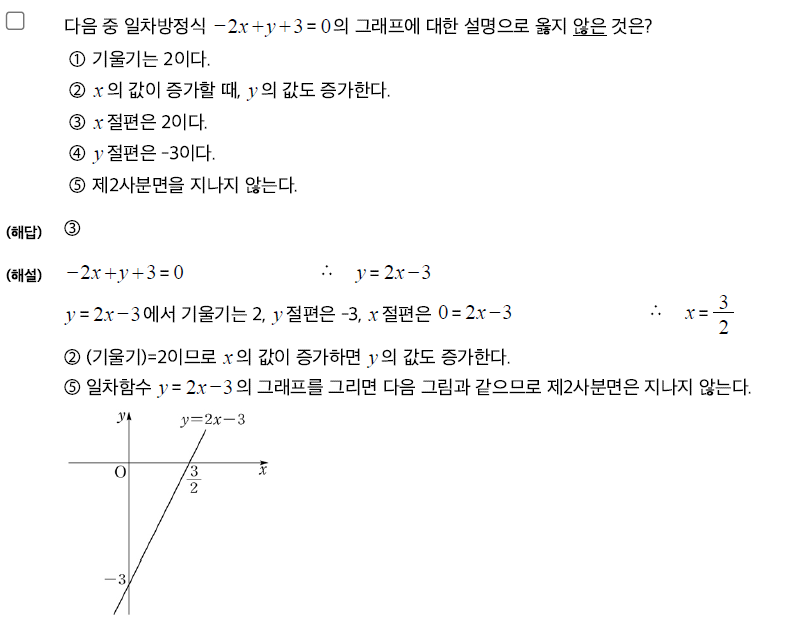 다음 중 일차방정식 −2x+y+3=0의 그래프에 대한 설명으로 옳지 않은 것은?
① 기울기는 2이다.
② x의 값이 증가할 때, y의 값도 증가한다.
③ x절편은 2이다.
④ y절편은 -3이다.
⑤ 제2사분면을 지나지 않는다.
(해답) ③
(해설) −2x+y+3=0 ∴ y=2x−3
y=2x−3에서 기울기는 2, y절편은 -3, x절편은 0=2x−3 ∴ x=3/2
② (기울기)=2이므로 x의 값이 증가하면 y의 값도 증가한다.
⑤ 일차함수 y=2x−3의 그래프를 그리면 다음 그림과 같으므로 제2사분면은 지나지 않는다.
y y=2x−3
O 3/2 x
−3